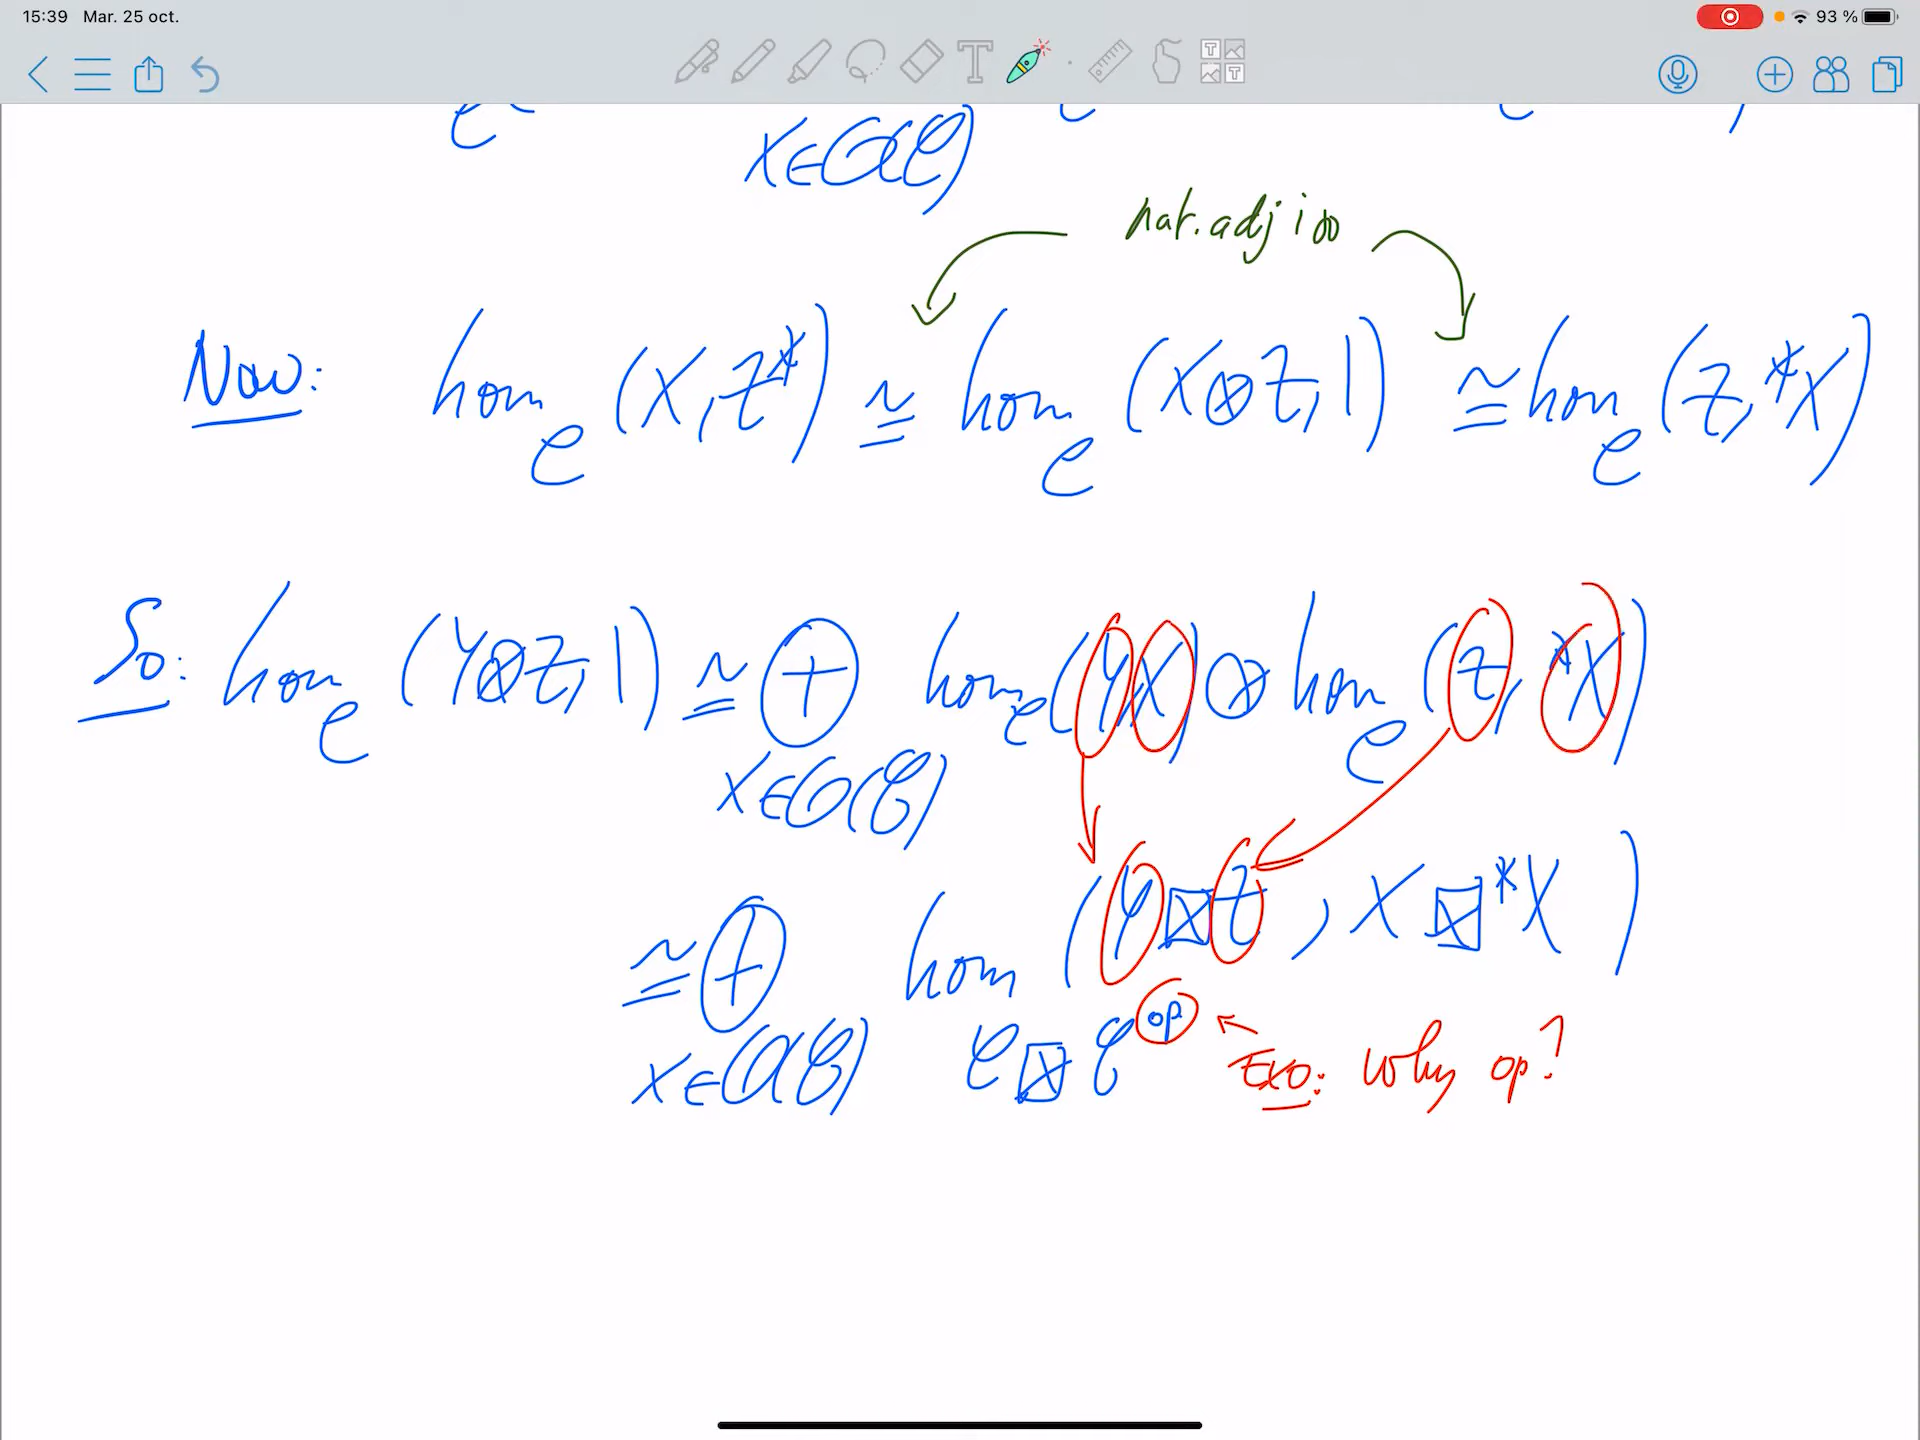 15:39 Mar. 25 oct. 93 %
X∈O(C)
nat. adj iso
Now: hom_C (X, Z*) ≅ hom_C (X⊗Z, 1) ≅ hom_C (Z, *X)
So: hom_C (Y⊗Z, 1) ≅ ⊕_{X∈O(C)} hom_C (Y,X) ⊗ hom_C (Z, *X)
≅ ⊕_{X∈O(C)} hom_{C⊠C^{op}} (Y⊠Z, X⊠*X)
Exo: Why op?